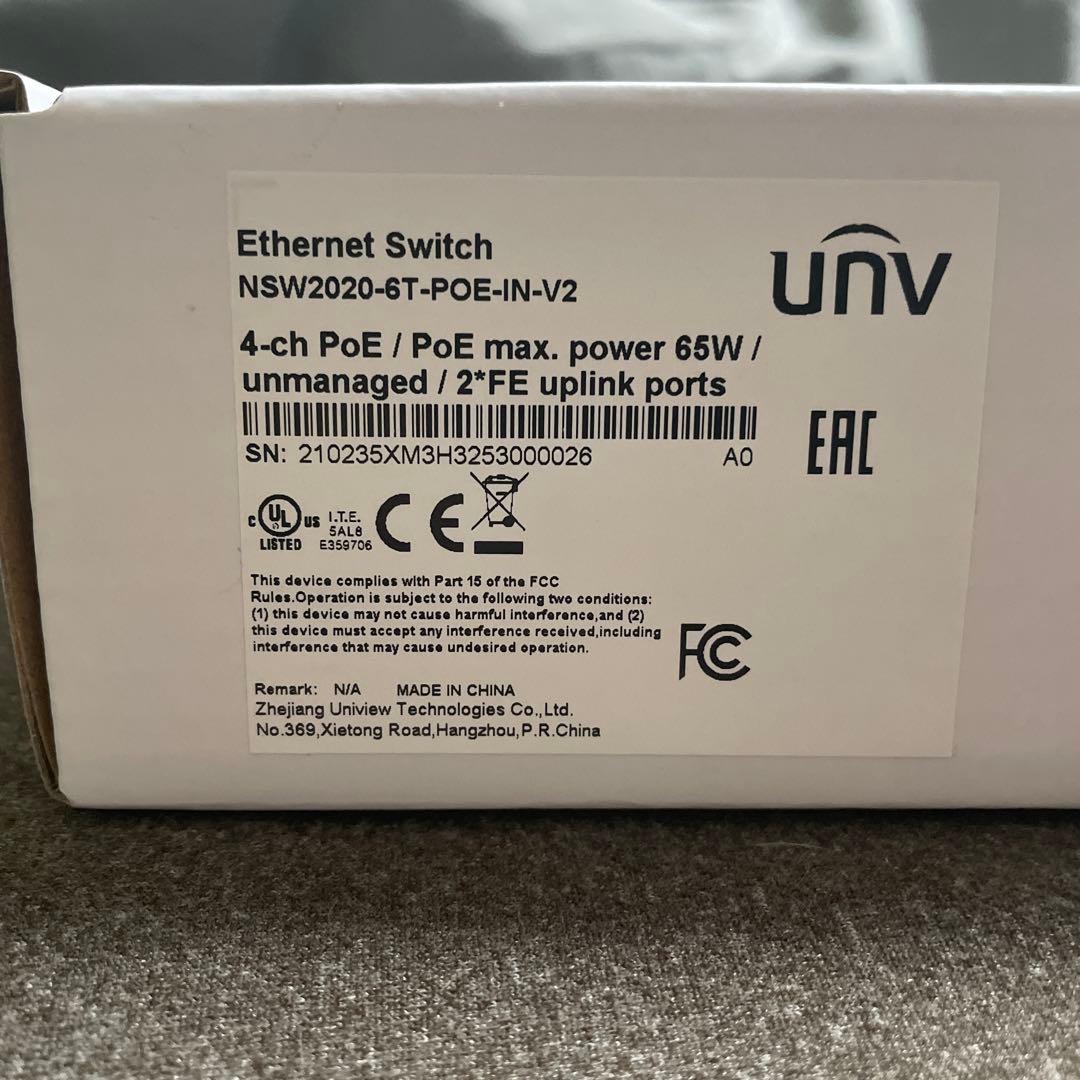 Ethernet Switch
NSW2020-6T-POE-IN-V2
unv
4-ch PoE / PoE max. power 65W /
unmanaged / 2*FE uplink ports
SN: 210235XM3H3253000026 A0
EAC
c UL us
LISTED
I.T.E.
5AL8
E359706
CE
This device complies with Part 15 of the FCC
Rules.Operation is subject to the following two conditions:
(1) this device may not cause harmful interference,and (2)
this device must accept any interference received,including
interference that may cause undesired operation.
FC
Remark: N/A MADE IN CHINA
Zhejiang Uniview Technologies Co.,Ltd.
No.369,Xietong Road,Hangzhou,P.R.China